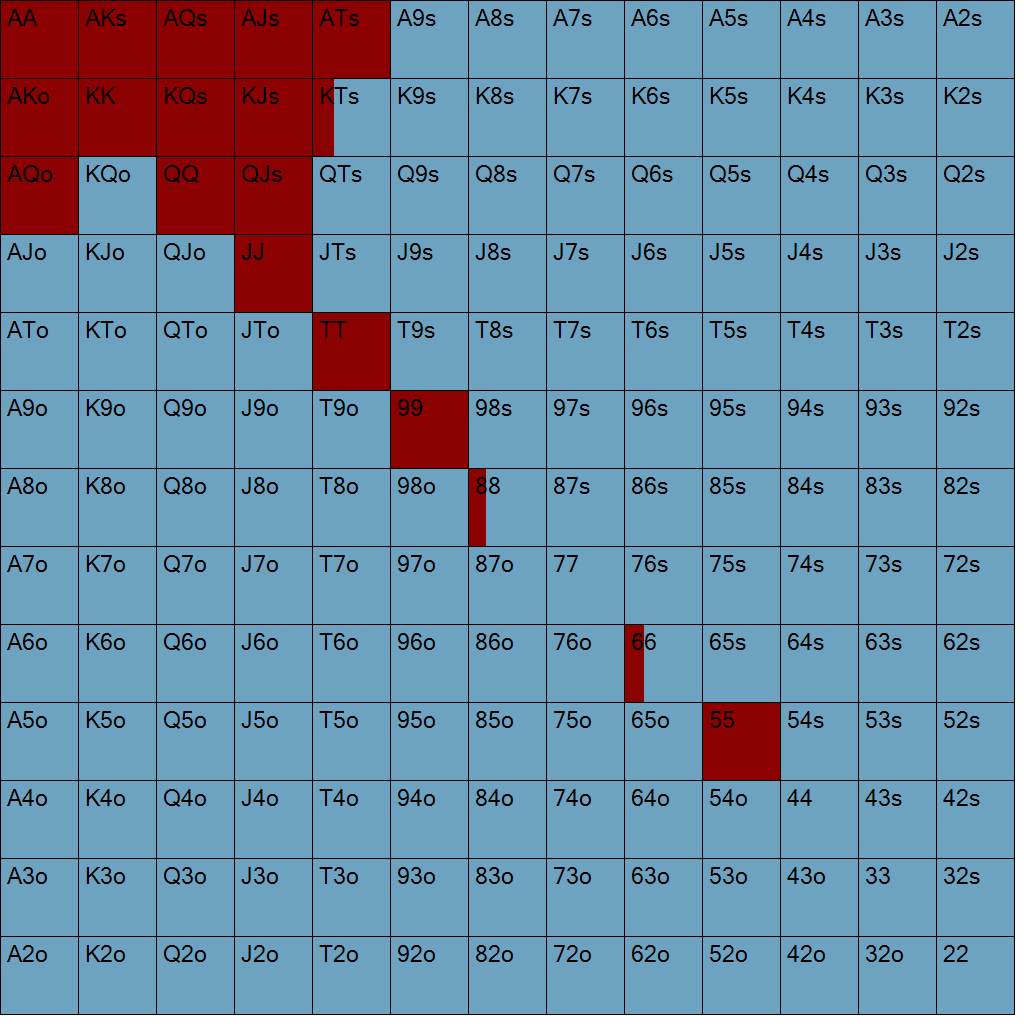 AA AKs AQs AJs ATs A9s A8s A7s A6s A5s A4s A3s A2s
AKo KK KQs KJs KTs K9s K8s K7s K6s K5s K4s K3s K2s
AQo KQo QQ QJs QTs Q9s Q8s Q7s Q6s Q5s Q4s Q3s Q2s
AJo KJo QJo JJ JTs J9s J8s J7s J6s J5s J4s J3s J2s
ATo KTo QTo JTo TT T9s T8s T7s T6s T5s T4s T3s T2s
A9o K9o Q9o J9o T9o 99 98s 97s 96s 95s 94s 93s 92s
A8o K8o Q8o J8o T8o 98o 88 87s 86s 85s 84s 83s 82s
A7o K7o Q7o J7o T7o 97o 87o 77 76s 75s 74s 73s 72s
A6o K6o Q6o J6o T6o 96o 86o 76o 66 65s 64s 63s 62s
A5o K5o Q5o J5o T5o 95o 85o 75o 65o 55 54s 53s 52s
A4o K4o Q4o J4o T4o 94o 84o 74o 64o 54o 44 43s 42s
A3o K3o Q3o J3o T3o 93o 83o 73o 63o 53o 43o 33 32s
A2o K2o Q2o J2o T2o 92o 82o 72o 62o 52o 42o 32o 22